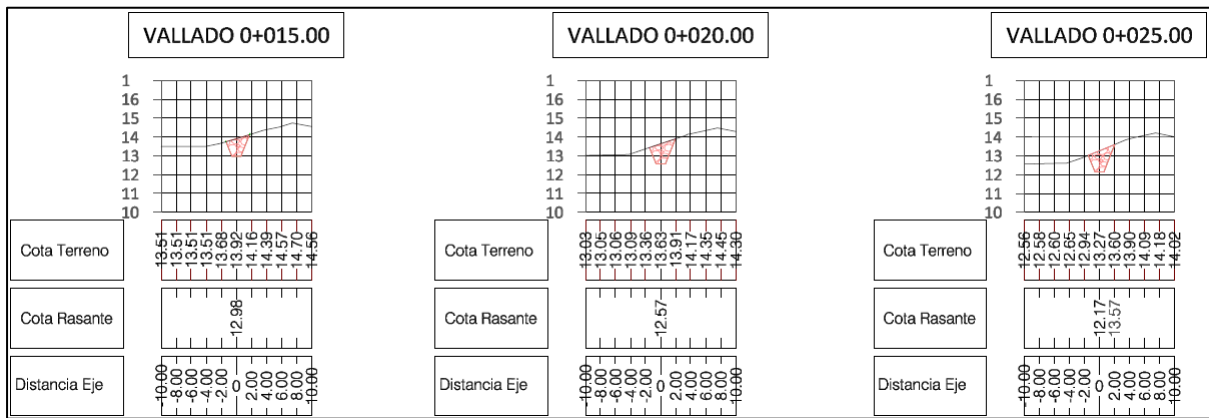 VALLADO 0+015.00
1
16
15
14
13
12
11
10
Cota Terreno
13.51 13.51 13.51 13.51 13.68 13.92 14.16 14.39 14.57 14.70 14.56
Cota Rasante
12.98
Distancia Eje
-10.00 -8.00 -6.00 -4.00 -2.00 0 2.00 4.00 6.00 8.00 10.00
VALLADO 0+020.00
1
16
15
14
13
12
11
10
Cota Terreno
13.03 13.05 13.06 13.09 13.36 13.63 13.91 14.17 14.35 14.45 14.30
Cota Rasante
12.57
Distancia Eje
-10.00 -8.00 -6.00 -4.00 -2.00 0 2.00 4.00 6.00 8.00 10.00
VALLADO 0+025.00
1
16
15
14
13
12
11
10
Cota Terreno
12.56 12.58 12.60 12.65 12.94 13.27 13.60 13.90 14.09 14.18 14.02
Cota Rasante
12.17 13.57
Distancia Eje
-10.00 -8.00 -6.00 -4.00 -2.00 0 2.00 4.00 6.00 8.00 10.00